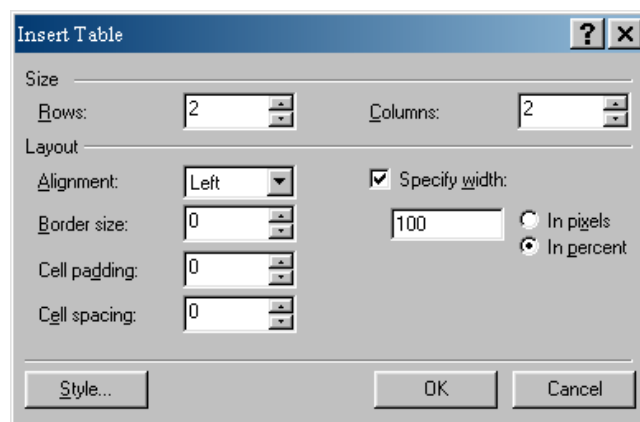 Insert Table
Size
Rows: 2 Columns: 2
Layout
Alignment: Left Specify width:
Border size: 0 100 In pixels
In percent
Cell padding: 0
Cell spacing: 0
Style... OK Cancel